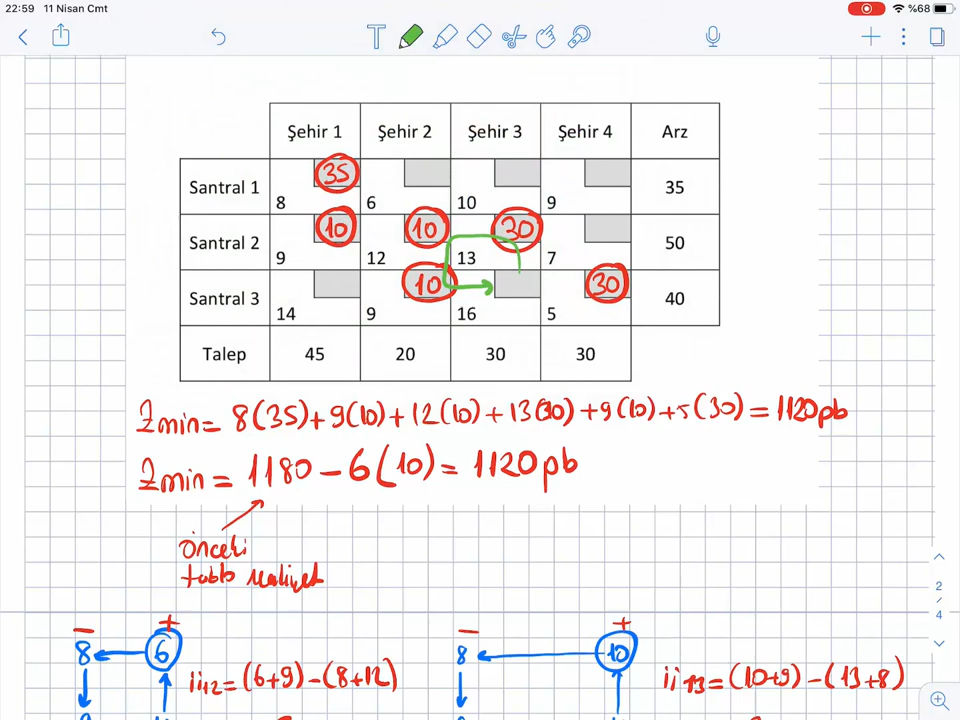 22:59 11 Nisan Cmt %68
Şehir 1 Şehir 2 Şehir 3 Şehir 4 Arz
Santral 1 8 35 6 10 9 35
Santral 2 9 10 12 10 13 30 7 50
Santral 3 14 9 10 16 5 30 40
Talep 45 20 30 30
Zmin= 8(35)+9(10)+12(10)+13(30)+9(10)+5(30)=1120pb
Zmin = 1180-6(10)= 1120pb
önceki
tablo maliyet
2
/
4
- + - +
8 6 8 10
ii12=(6+9)-(8+12) ii13=(10+9)-(13+8)